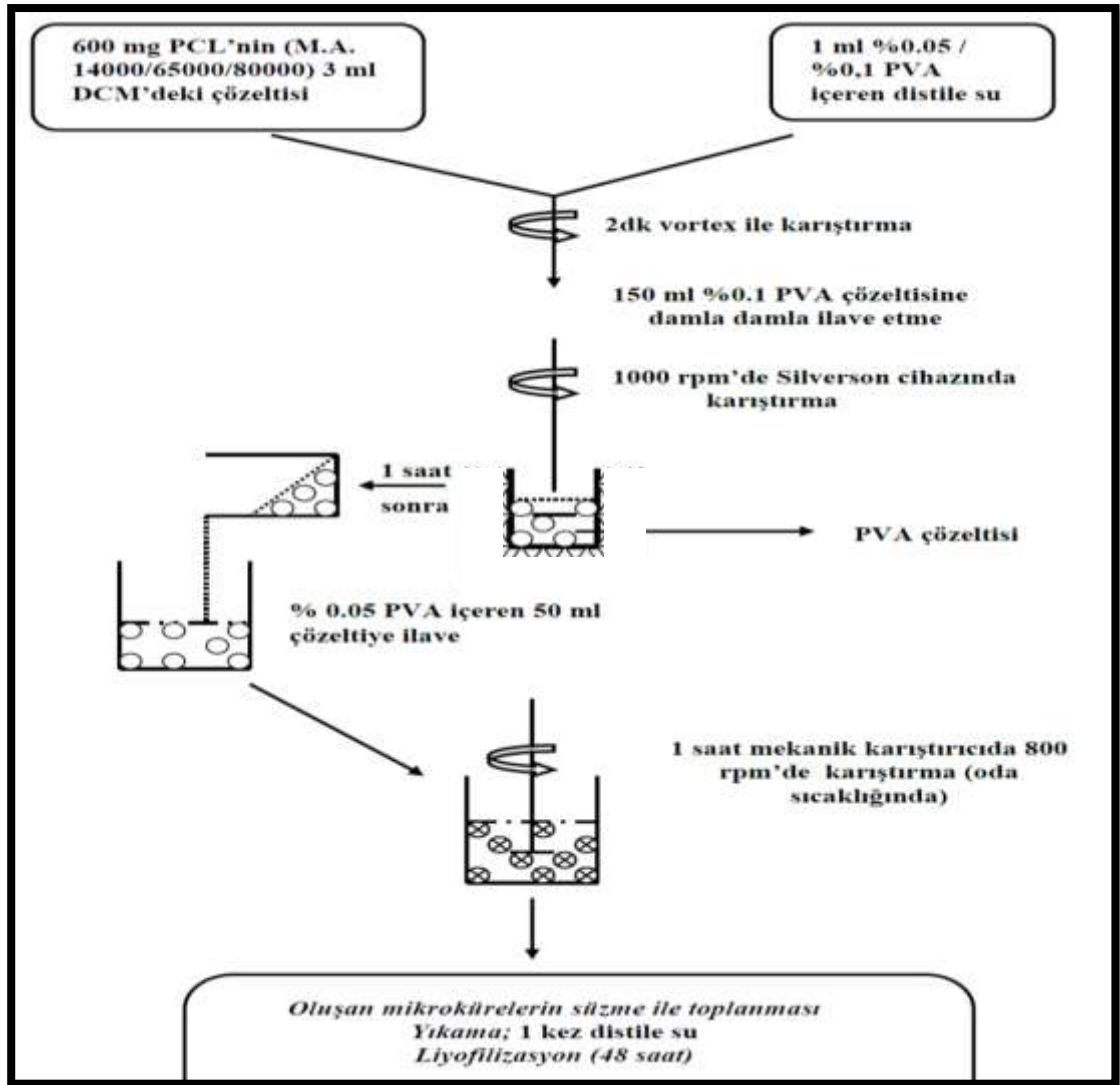 600 mg PCL'nin (M.A.
14000/65000/80000) 3 ml
DCM'deki çözeltisi
1 ml %0.05 /
%0,1 PVA
içeren distile su
2dk vortex ile karıştırma
150 ml %0.1 PVA çözeltisine
damla damla ilave etme
1000 rpm'de Silverson cihazında
karıştırma
1 saat
sonra
PVA çözeltisi
% 0.05 PVA içeren 50 ml
çözeltiye ilave
1 saat mekanik karıştırıcıda 800
rpm'de karıştırma (oda
sıcaklığında)
Oluşan mikrokürelerin süzme ile toplanması
Yıkama; 1 kez distile su
Liyofilizasyon (48 saat)